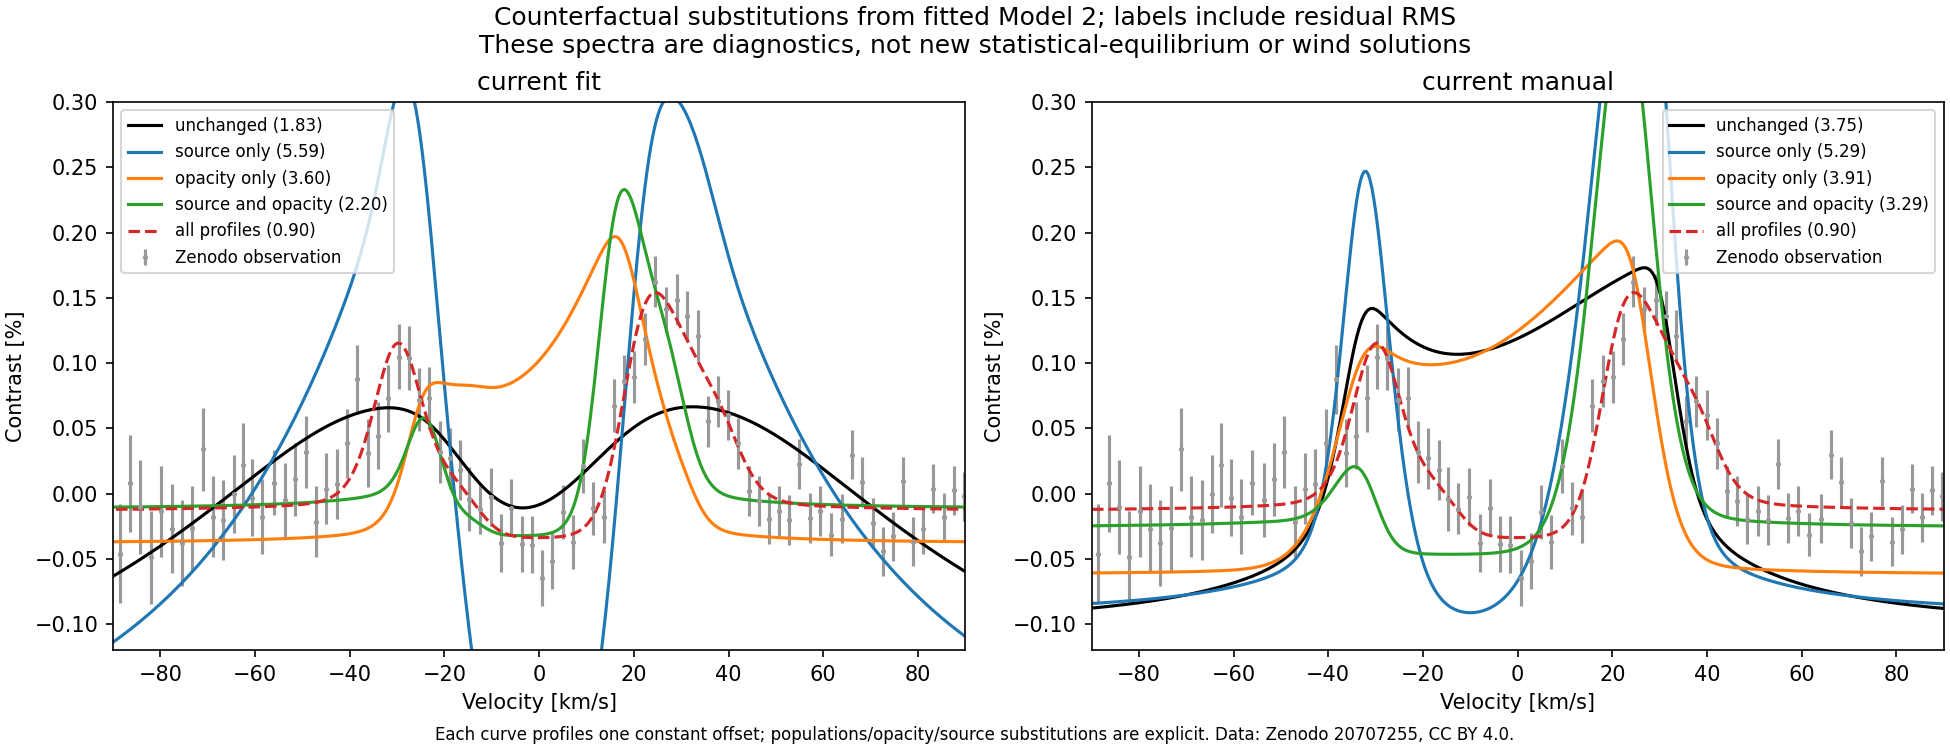 Counterfactual substitutions from fitted Model 2; labels include residual RMS
These spectra are diagnostics, not new statistical-equilibrium or wind solutions
current fit
0.30
0.25
0.20
0.15
0.10
0.05
0.00
−0.05
−0.10
Contrast [%]
unchanged (1.83)
source only (5.59)
opacity only (3.60)
source and opacity (2.20)
all profiles (0.90)
Zenodo observation
−80 −60 −40 −20 0 20 40 60 80
Velocity [km/s]
current manual
0.30
0.25
0.20
0.15
0.10
0.05
0.00
−0.05
−0.10
Contrast [%]
unchanged (3.75)
source only (5.29)
opacity only (3.91)
source and opacity (3.29)
all profiles (0.90)
Zenodo observation
−80 −60 −40 −20 0 20 40 60 80
Velocity [km/s]
Each curve profiles one constant offset; populations/opacity/source substitutions are explicit. Data: Zenodo 20707255, CC BY 4.0.